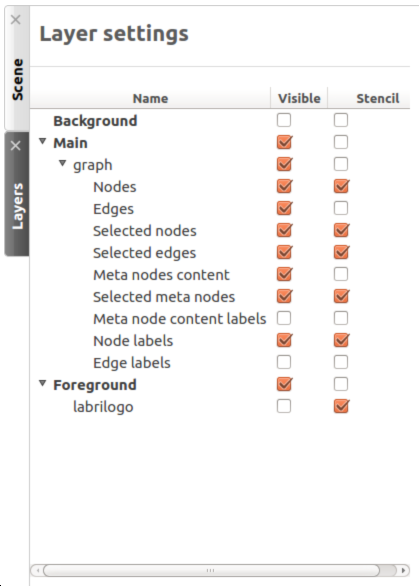 Layer settings
Scene
Layers
Name Visible Stencil
Background
Main
graph
Nodes
Edges
Selected nodes
Selected edges
Meta nodes content
Selected meta nodes
Meta node content labels
Node labels
Edge labels
Foreground
labrilogo